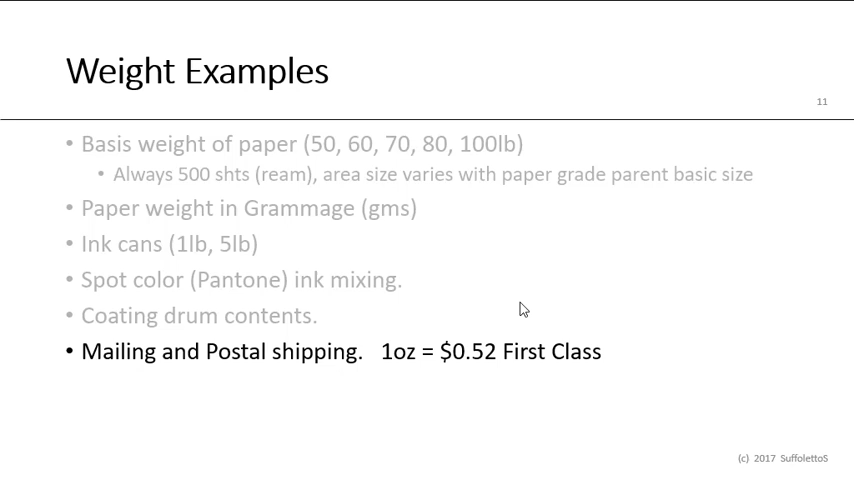 Weight Examples
11
• Basis weight of paper (50, 60, 70, 80, 100lb)
• Always 500 shts (ream), area size varies with paper grade parent basic size
• Paper weight in Grammage (gms)
• Ink cans (1lb, 5lb)
• Spot color (Pantone) ink mixing.
• Coating drum contents.
• Mailing and Postal shipping.   1oz = $0.52 First Class
(c) 2017 SuffolettoS